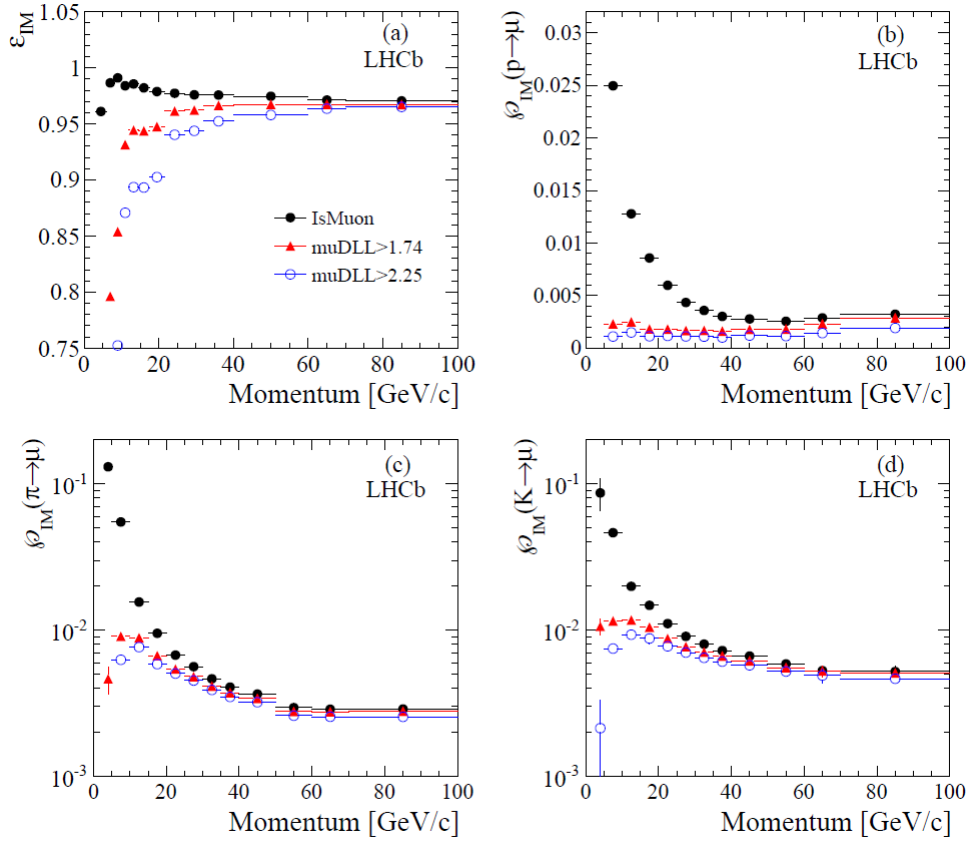 ε_IM
1.05
1
0.95
0.9
0.85
0.8
0.75
(a)
LHCb
IsMuon
muDLL>1.74
muDLL>2.25
0 20 40 60 80 100
Momentum [GeV/c]
℘_IM(p→μ)
0.03
0.025
0.02
0.015
0.01
0.005
0
(b)
LHCb
0 20 40 60 80 100
Momentum [GeV/c]
℘_IM(π→μ)
10⁻¹
10⁻²
10⁻³
(c)
LHCb
0 20 40 60 80 100
Momentum [GeV/c]
℘_IM(K→μ)
10⁻¹
10⁻²
10⁻³
(d)
LHCb
0 20 40 60 80 100
Momentum [GeV/c]